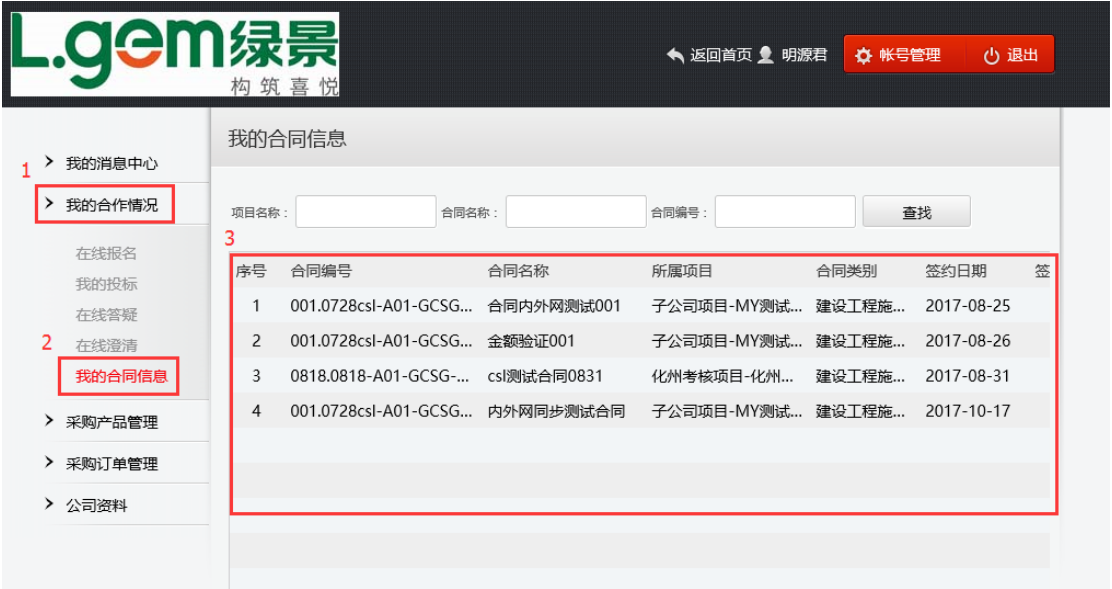 L.gem绿景
构筑喜悦
返回首页 明源君 帐号管理 退出
我的合同信息
1
我的消息中心
我的合作情况
在线报名
我的投标
在线答疑
2
在线澄清
我的合同信息
采购产品管理
采购订单管理
公司资料
项目名称： 合同名称： 合同编号： 查找
3
序号 合同编号 合同名称 所属项目 合同类别 签约日期 签
1 001.0728csl-A01-GCSG... 合同内外网测试001 子公司项目-MY测试... 建设工程施... 2017-08-25
2 001.0728csl-A01-GCSG... 金额验证001 子公司项目-MY测试... 建设工程施... 2017-08-26
3 0818.0818-A01-GCSG-... csl测试合同0831 化州考核项目-化州... 建设工程施... 2017-08-31
4 001.0728csl-A01-GCSG... 内外网同步测试合同 子公司项目-MY测试... 建设工程施... 2017-10-17